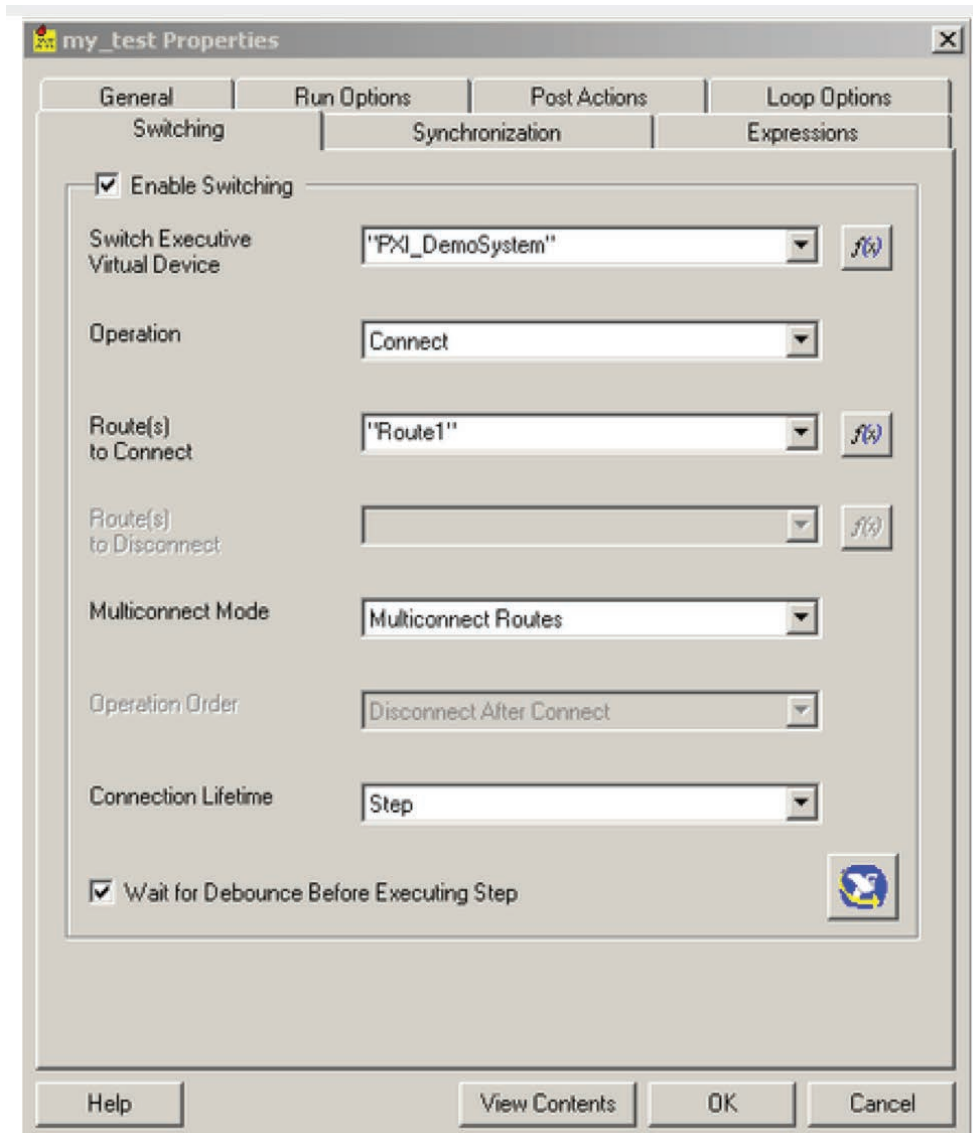 my_test Properties
General Run Options Post Actions Loop Options
Switching Synchronization Expressions
Enable Switching
Switch Executive
Virtual Device
"PXI_DemoSystem"
f(x)
Operation
Connect
Route(s)
to Connect
"Route1"
f(x)
Route(s)
to Disconnect
f(x)
Multiconnect Mode
Multiconnect Routes
Operation Order
Disconnect After Connect
Connection Lifetime
Step
Wait for Debounce Before Executing Step
Help View Contents OK Cancel